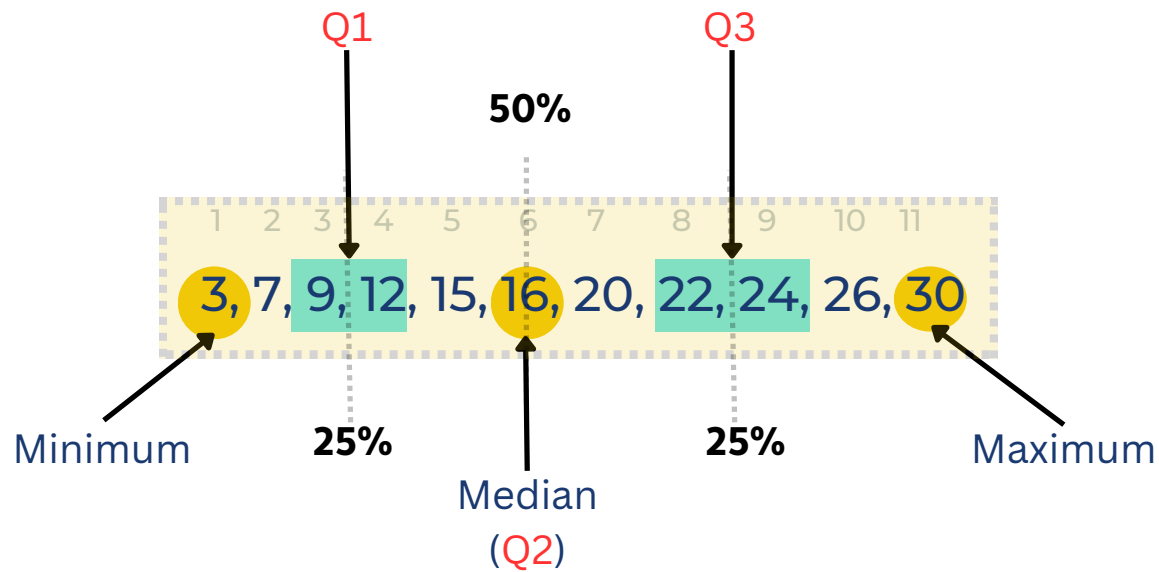 Q1 Q3
50%
1 2 3 4 5 6 7 8 9 10 11
3, 7, 9, 12, 15, 16, 20, 22, 24, 26, 30
Minimum 25% 25% Maximum
Median
(Q2)